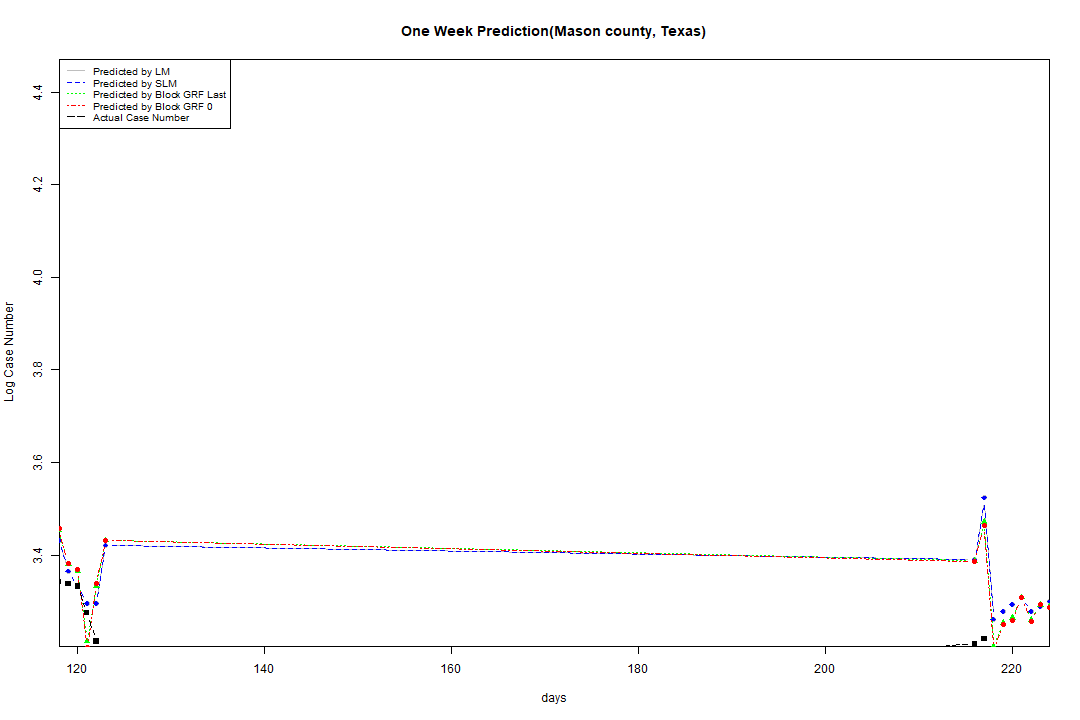 One Week Prediction(Mason county, Texas)
Predicted by LM
Predicted by SLM
Predicted by Block GRF Last
Predicted by Block GRF 0
Actual Case Number
4.4
4.2
4.0
3.8
3.6
3.4
Log Case Number
120 140 160 180 200 220
days